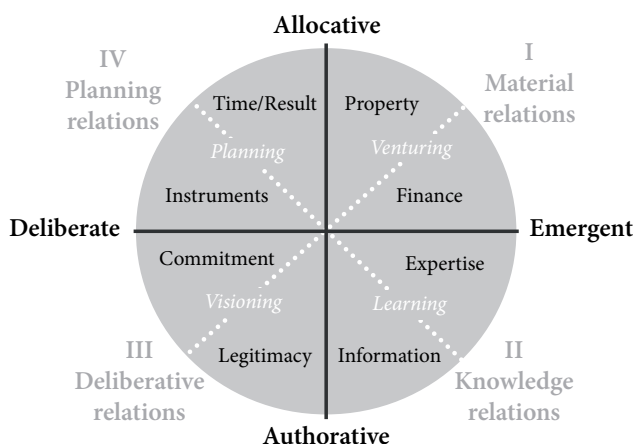 Allocative
IV
Planning
relations
I
Material
relations
Time/Result
Property
Planning
Venturing
Instruments
Finance
Deliberate
Emergent
Commitment
Expertise
Visioning
Learning
Legitimacy
Information
III
Deliberative
relations
II
Knowledge
relations
Authorative